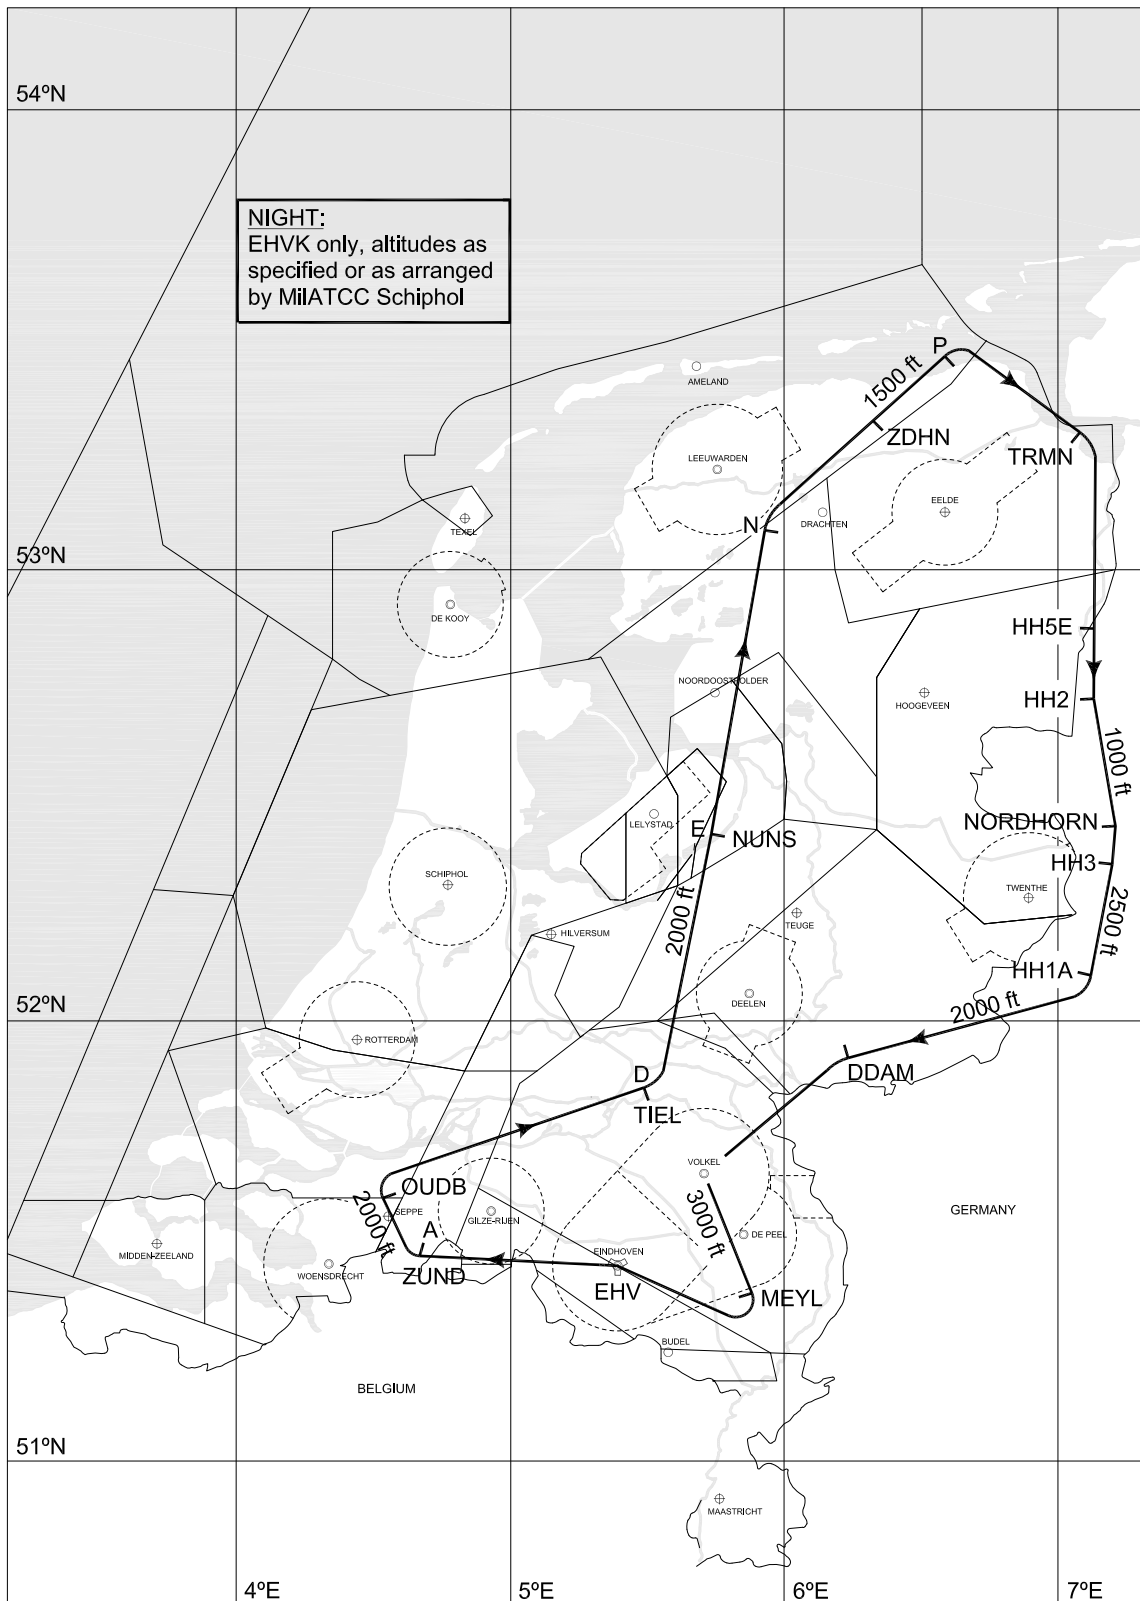 54ºN
NIGHT:
EHVK only, altitudes as
specified or as arranged
by MilATCC Schiphol
P
1500 ft
AMELAND
ZDHN
LEEUWARDEN
TRMN
EELDE
N
DRACHTEN
TEXEL
53ºN
DE KOOY
HH5E
NOORDOOSTPOLDER
HOOGEVEEN
HH2
1000 ft
LELYSTAD
E
NUNS
NORDHORN
HH3
SCHIPHOL
TWENTHE
2500 ft
2000 ft
TEUGE
HILVERSUM
HH1A
DEELEN
52ºN
2000 ft
ROTTERDAM
DDAM
D
TIEL
VOLKEL
OUDB
2000 ft
SEPPE
GILZE-RIJEN
3000 ft
GERMANY
A
DE PEEL
MIDDEN-ZEELAND
EINDHOVEN
WOENSDRECHT
ZUND
EHV
MEYL
BUDEL
BELGIUM
51ºN
MAASTRICHT
4ºE
5ºE
6ºE
7ºE